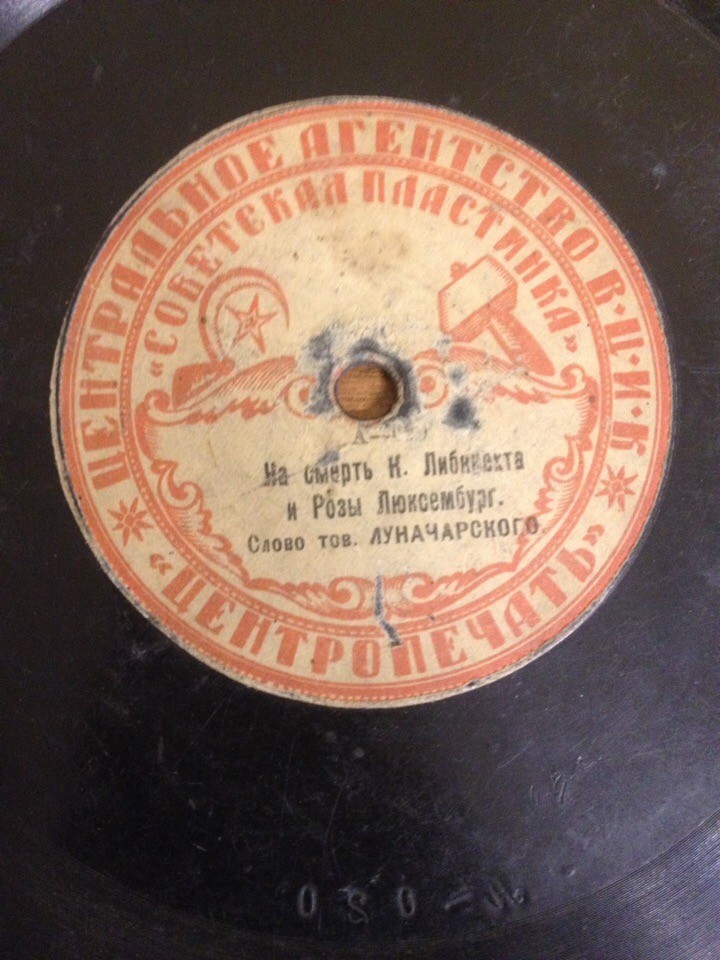 ЦЕНТРАЛЬНОЕ АГЕНТСТВО В·Ц·И·К
«СОВЕТСКАЯ ПЛАСТИНКА»
На смерть К. Либкнехта
и Розы Люксембург.
Слово тов. ЛУНАЧАРСКОГО.
«ЦЕНТРОПЕЧАТЬ»